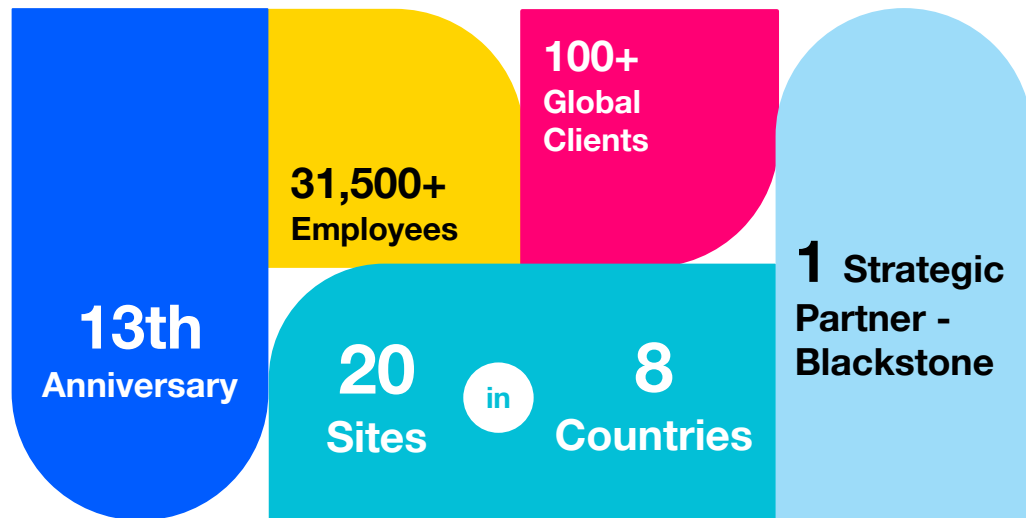 13th
Anniversary
31,500+
Employees
100+
Global
Clients
20
Sites
in
8
Countries
1 Strategic
Partner -
Blackstone